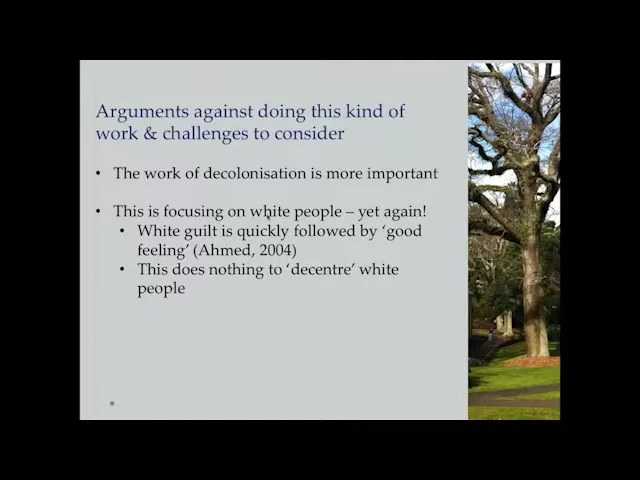 Arguments against doing this kind of
work & challenges to consider
• The work of decolonisation is more important
• This is focusing on white people – yet again!
• White guilt is quickly followed by ‘good
feeling’ (Ahmed, 2004)
• This does nothing to ‘decentre’ white
people